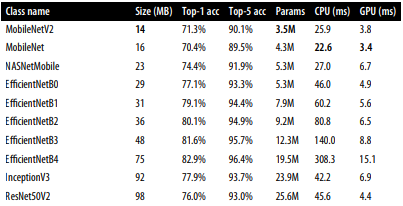 Class name Size (MB) Top-1 acc Top-5 acc Params CPU (ms) GPU (ms)
MobileNetV2 14 71.3% 90.1% 3.5M 25.9 3.8
MobileNet 16 70.4% 89.5% 4.3M 22.6 3.4
NASNetMobile 23 74.4% 91.9% 5.3M 27.0 6.7
EfficientNetB0 29 77.1% 93.3% 5.3M 46.0 4.9
EfficientNetB1 31 79.1% 94.4% 7.9M 60.2 5.6
EfficientNetB2 36 80.1% 94.9% 9.2M 80.8 6.5
EfficientNetB3 48 81.6% 95.7% 12.3M 140.0 8.8
EfficientNetB4 75 82.9% 96.4% 19.5M 308.3 15.1
InceptionV3 92 77.9% 93.7% 23.9M 42.2 6.9
ResNet50V2 98 76.0% 93.0% 25.6M 45.6 4.4